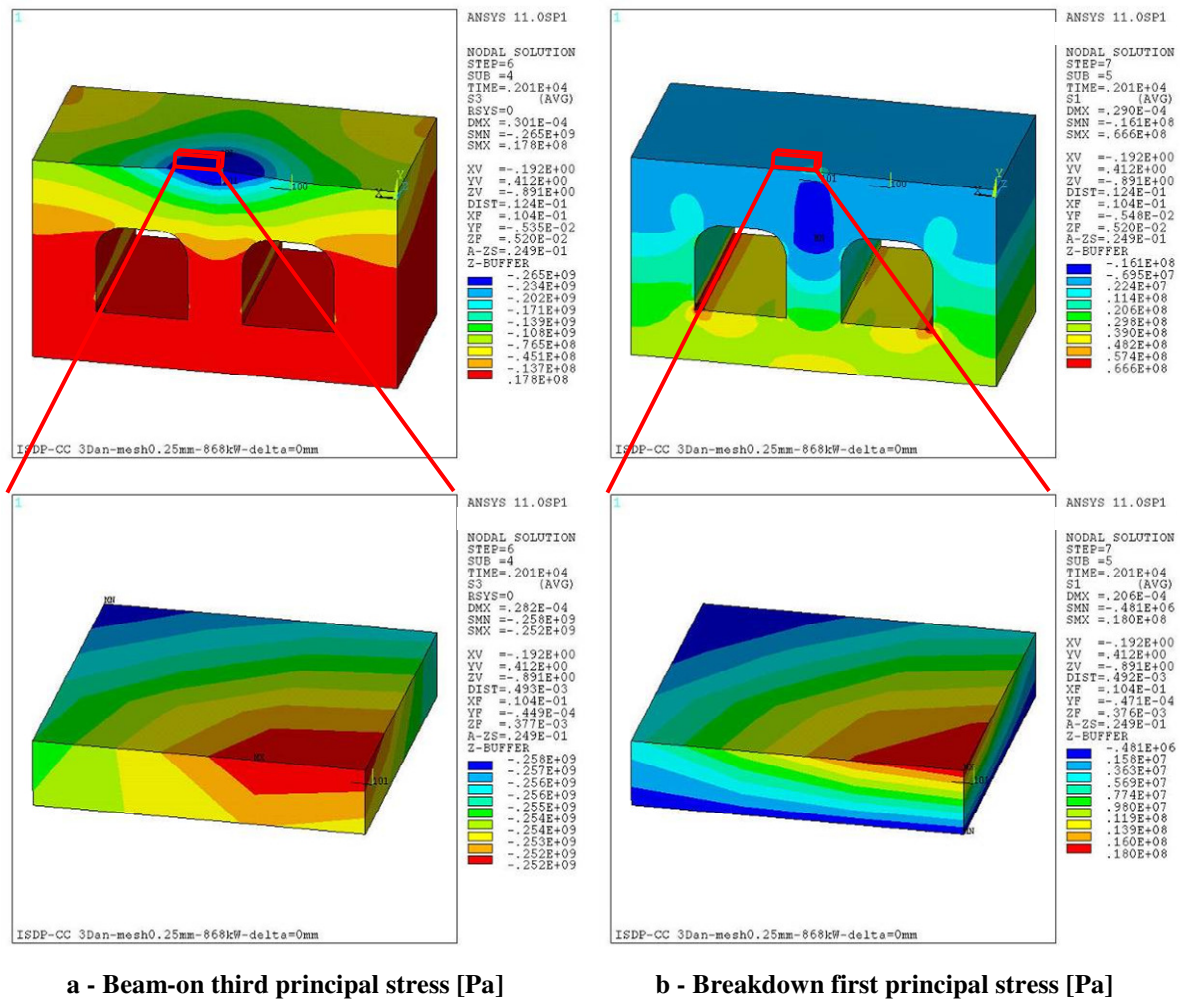 1
ANSYS 11.0SP1
NODAL SOLUTION
STEP=6
SUB =4
TIME=.201E+04
S3 (AVG)
RSYS=0
DMX =.301E-04
SMN =-.265E+09
SMX =.178E+08
XV =-.192E+00
YV =.412E+00
ZV =-.891E+00
DIST=.124E-01
XF =.104E-01
YF =-.535E-02
ZF =.520E-02
A-ZS=.249E-01
Z-BUFFER
-.265E+09
-.234E+09
-.202E+09
-.171E+09
-.139E+09
-.108E+09
-.765E+08
-.451E+08
-.137E+08
.178E+08
100
X
Y
Z
ISDP-CC 3Dan-mesh0.25mm-868kW-delta=0mm
1
ANSYS 11.0SP1
NODAL SOLUTION
STEP=7
SUB =5
TIME=.201E+04
S1 (AVG)
DMX =.290E-04
SMN =-.161E+08
SMX =.666E+08
XV =-.192E+00
YV =.412E+00
ZV =-.891E+00
DIST=.124E-01
XF =.104E-01
YF =-.548E-02
ZF =.520E-02
A-ZS=.249E-01
Z-BUFFER
-.161E+08
-.695E+07
.224E+07
.114E+08
.206E+08
.298E+08
.390E+08
.482E+08
.574E+08
.666E+08
101
100
X
Y
Z
ISDP-CC 3Dan-mesh0.25mm-868kW-delta=0mm
1
ANSYS 11.0SP1
NODAL SOLUTION
STEP=6
SUB =4
TIME=.201E+04
S3 (AVG)
RSYS=0
DMX =.282E-04
SMN =-.258E+09
SMX =-.252E+09
XV =-.192E+00
YV =.412E+00
ZV =-.891E+00
DIST=.493E-03
XF =.104E-01
YF =-.449E-04
ZF =.377E-03
A-ZS=.249E-01
Z-BUFFER
-.258E+09
-.257E+09
-.256E+09
-.256E+09
-.255E+09
-.254E+09
-.254E+09
-.253E+09
-.252E+09
-.252E+09
MN
MX
101
ISDP-CC 3Dan-mesh0.25mm-868kW-delta=0mm
1
ANSYS 11.0SP1
NODAL SOLUTION
STEP=7
SUB =5
TIME=.201E+04
S1 (AVG)
DMX =.206E-04
SMN =-.481E+06
SMX =.180E+08
XV =-.192E+00
YV =.412E+00
ZV =-.891E+00
DIST=.492E-03
XF =.104E-01
YF =-.471E-04
ZF =.376E-03
A-ZS=.249E-01
Z-BUFFER
-.481E+06
.158E+07
.363E+07
.569E+07
.774E+07
.980E+07
.119E+08
.139E+08
.160E+08
.180E+08
MX
101
MN
ISDP-CC 3Dan-mesh0.25mm-868kW-delta=0mm
a - Beam-on third principal stress [Pa]
b - Breakdown first principal stress [Pa]